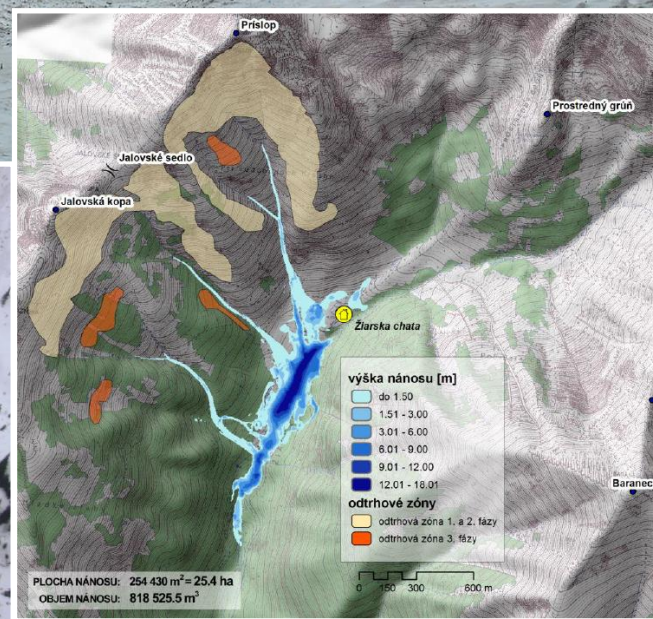 Príslop
Prostredný grúň
Jalovské sedlo
Jalovská kopa
Žiarska chata
výška nánosu [m]
do 1.50
1.51 - 3.00
3.01 - 6.00
6.01 - 9.00
9.01 - 12.00
12.01 - 18.01
odtrhové zóny
odtrhová zóna 1. a 2. fázy
odtrhová zóna 3. fázy
Baranec
PLOCHA NÁNOSU: 254 430 m² = 25.4 ha
OBJEM NÁNOSU: 818 525.5 m³
0 150 300 600 m